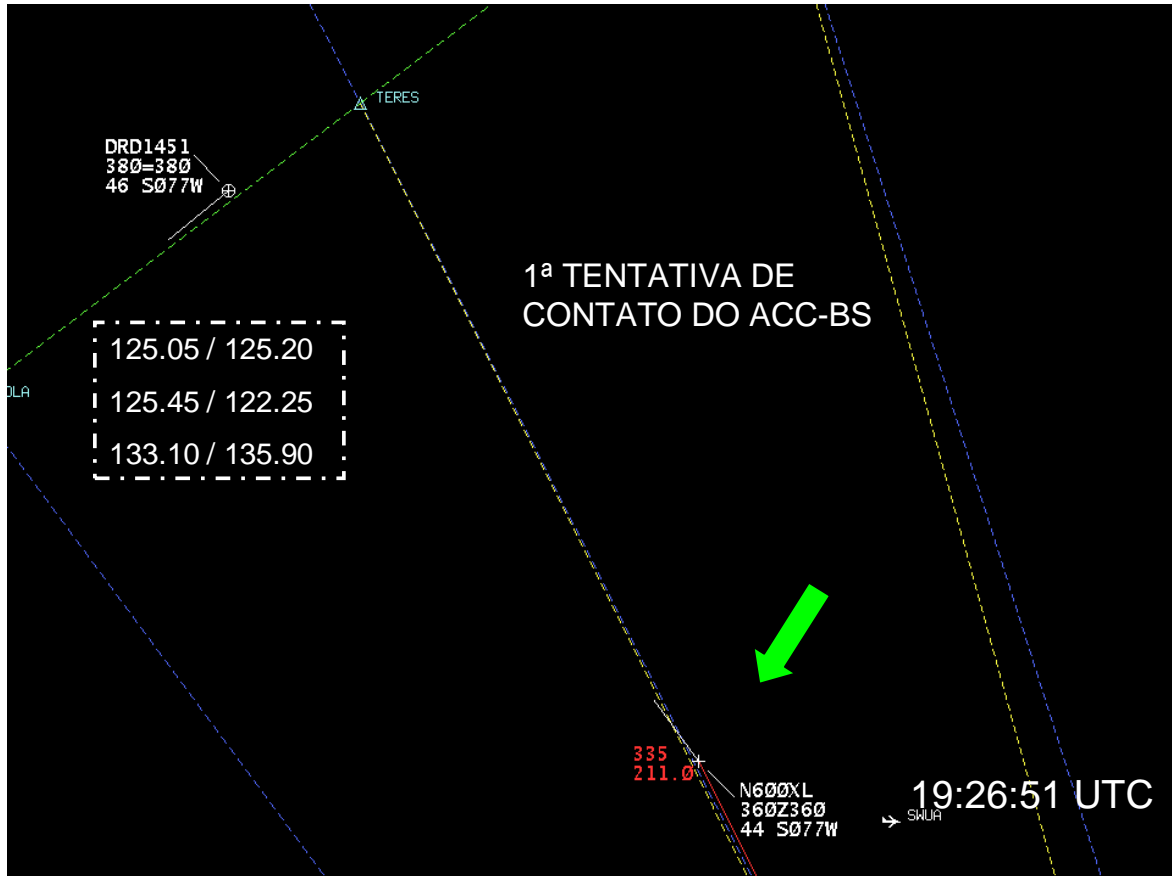 TERES
DRD1451
380=380
46 S077W
1ª TENTATIVA DE
CONTATO DO ACC-BS
125.05 / 125.20
125.45 / 122.25
133.10 / 135.90
OLA
335
211.0
N600XL
360Z360
44 S077W
19:26:51 UTC
SWUA